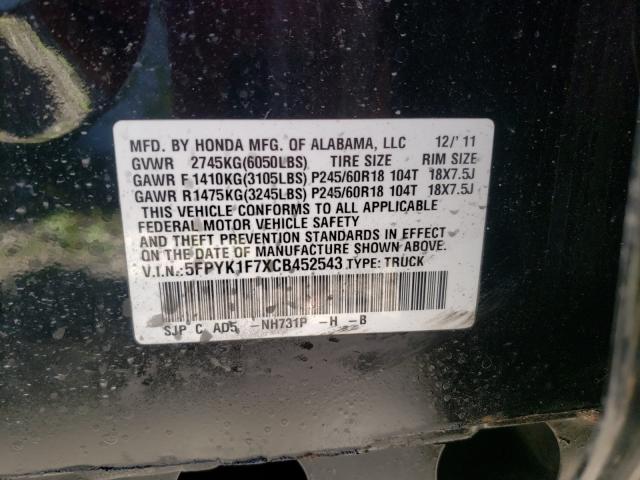 MFD. BY HONDA MFG. OF ALABAMA, LLC 12/'11
GVWR 2745KG(6050LBS) TIRE SIZE RIM SIZE
GAWR F 1410KG(3105LBS) P245/60R18 104T 18X7.5J
GAWR R1475KG(3245LBS) P245/60R18 104T 18X7.5J
THIS VEHICLE CONFORMS TO ALL APPLICABLE
FEDERAL MOTOR VEHICLE SAFETY
AND THEFT PREVENTION STANDARDS IN EFFECT
ON THE DATE OF MANUFACTURE SHOWN ABOVE.
V.I.N.:5FPYK1F7XCB452543 TYPE: TRUCK
SJP C AD5 -NH731P -H -B